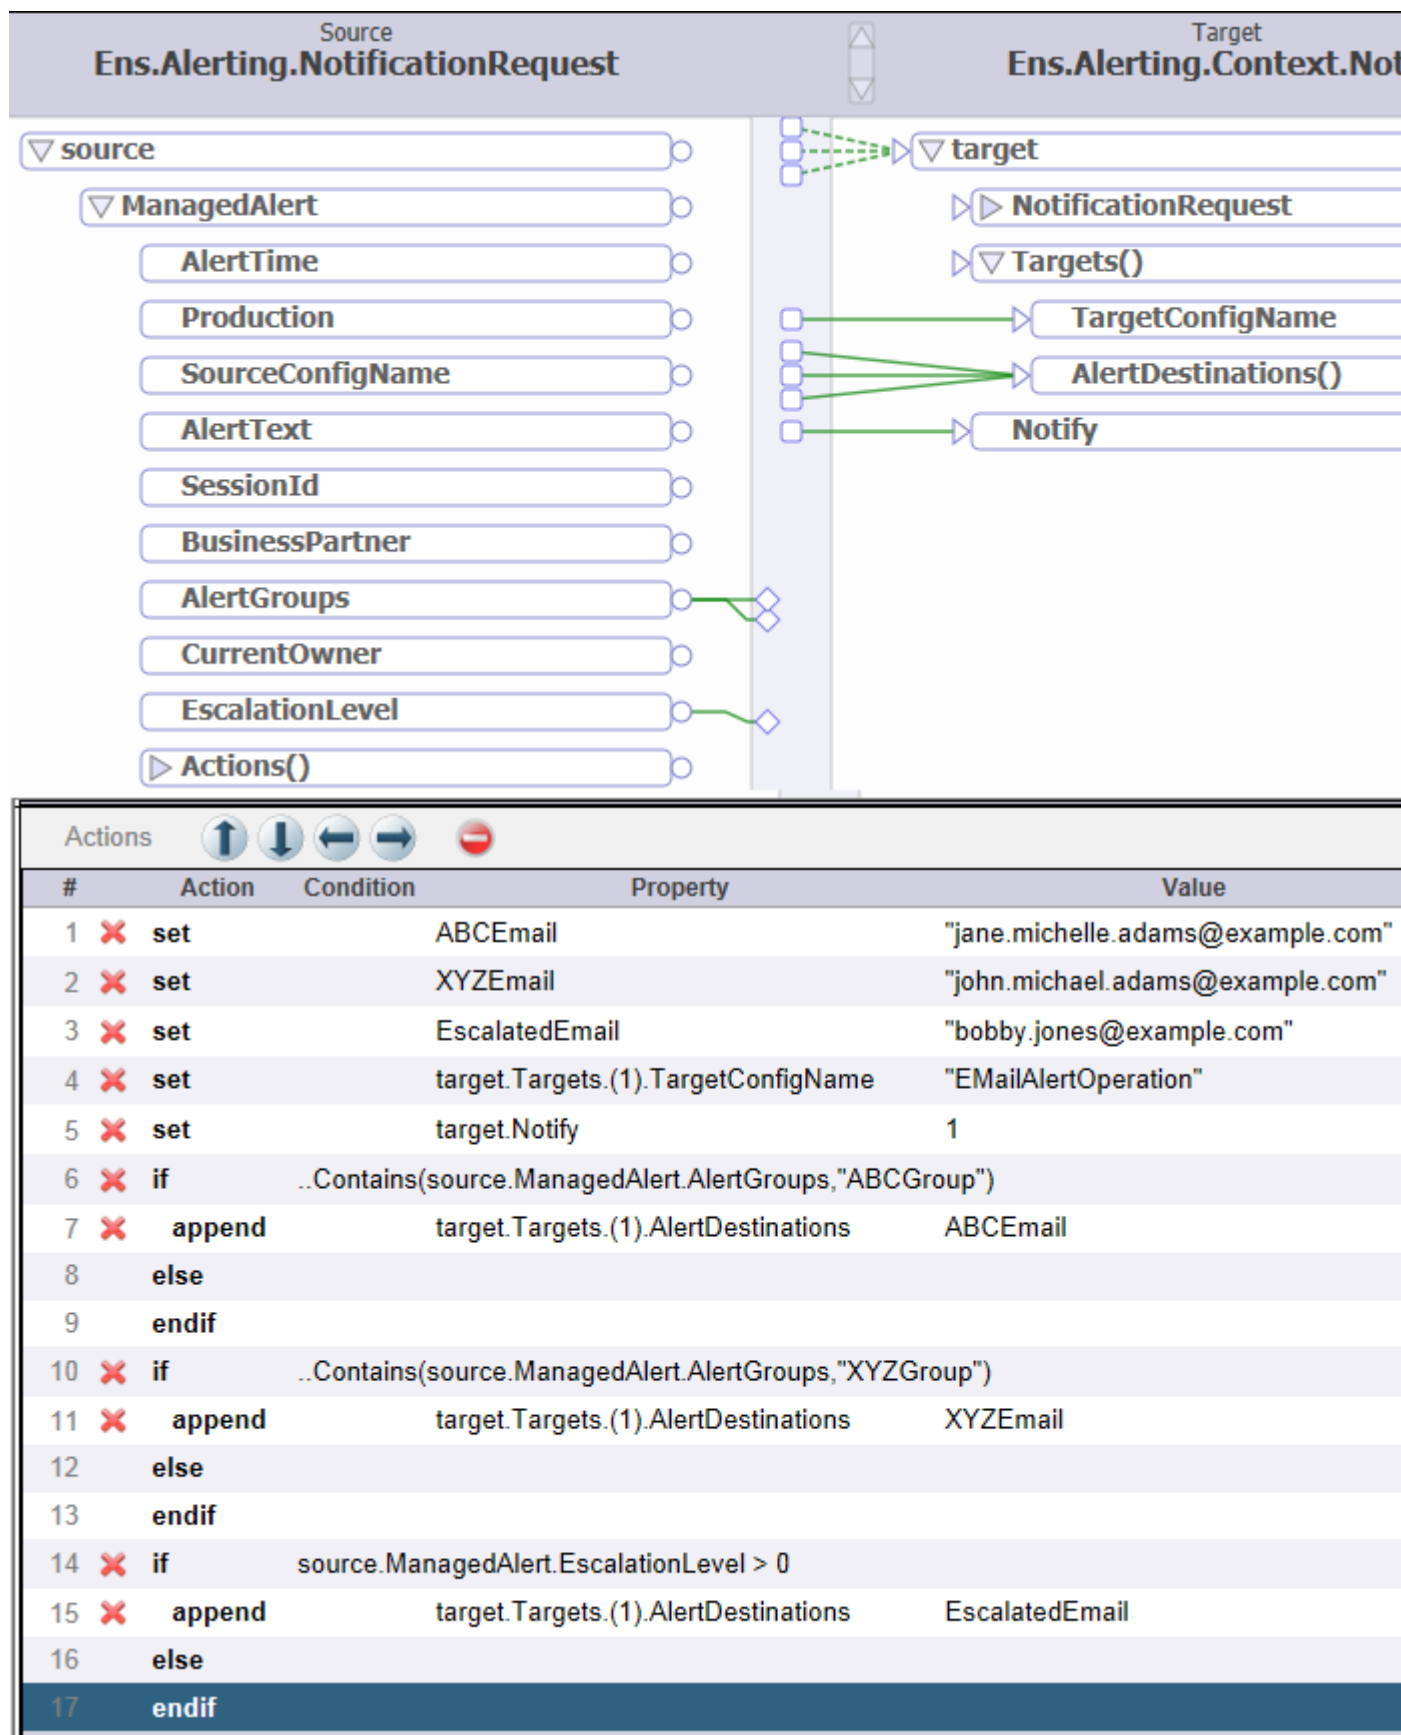 Source Target
Ens.Alerting.NotificationRequest Ens.Alerting.Context.Not
source target
ManagedAlert NotificationRequest
AlertTime Targets()
Production TargetConfigName
SourceConfigName AlertDestinations()
AlertText Notify
SessionId
BusinessPartner
AlertGroups
CurrentOwner
EscalationLevel
Actions()
Actions
# Action Condition Property Value
1 set ABCEmail "jane.michelle.adams@example.com"
2 set XYZEmail "john.michael.adams@example.com"
3 set EscalatedEmail "bobby.jones@example.com"
4 set target.Targets.(1).TargetConfigName "EMailAlertOperation"
5 set target.Notify 1
6 if ..Contains(source.ManagedAlert.AlertGroups,"ABCGroup")
7 append target.Targets.(1).AlertDestinations ABCEmail
8 else
9 endif
10 if ..Contains(source.ManagedAlert.AlertGroups,"XYZGroup")
11 append target.Targets.(1).AlertDestinations XYZEmail
12 else
13 endif
14 if source.ManagedAlert.EscalationLevel > 0
15 append target.Targets.(1).AlertDestinations EscalatedEmail
16 else
17 endif